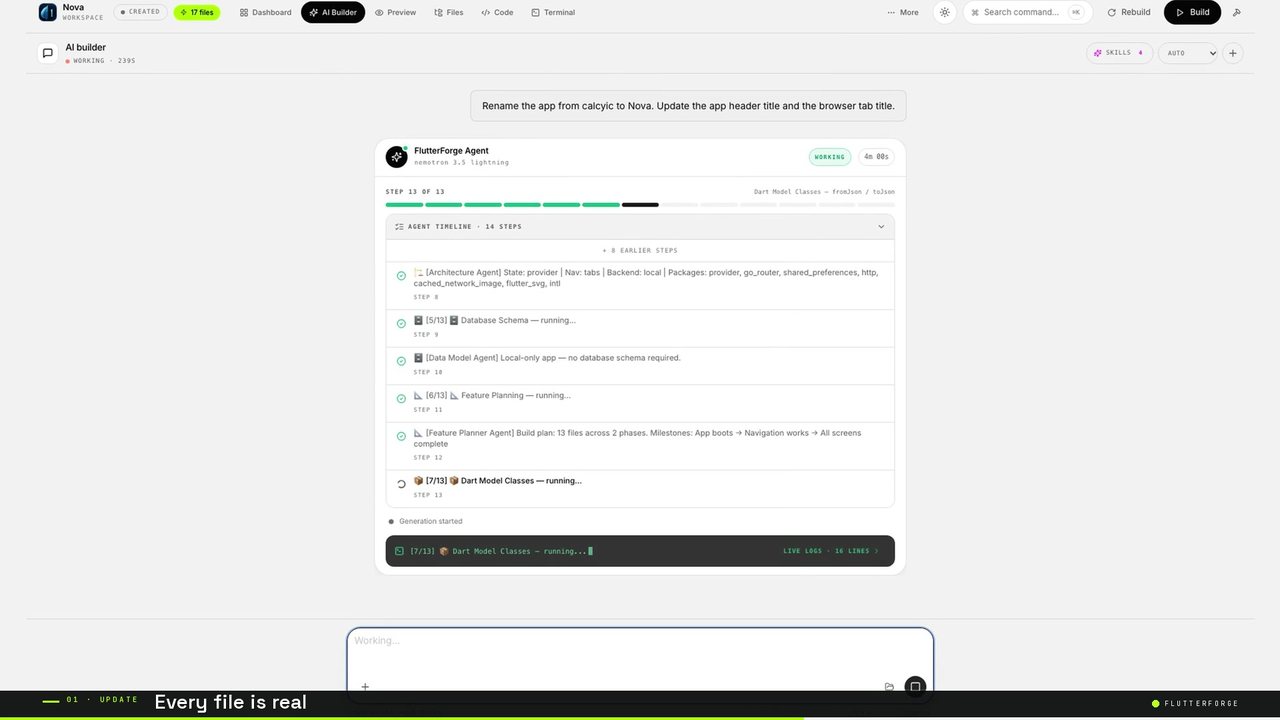 Nova
WORKSPACE
CREATED
17 files
Dashboard
AI Builder
Preview
Files
Code
Terminal
More
Search command...
⌘K
Rebuild
Build
AI builder
WORKING · 239S
SKILLS 4
AUTO
Rename the app from calcyic to Nova. Update the app header title and the browser tab title.
FlutterForge Agent
nemotron 3.5 lightning
WORKING
4m 00s
STEP 13 OF 13
Dart Model Classes — fromJson / toJson
AGENT TIMELINE · 14 STEPS
+ 8 EARLIER STEPS
[Architecture Agent] State: provider | Nav: tabs | Backend: local | Packages: provider, go_router, shared_preferences, http,
cached_network_image, flutter_svg, intl
STEP 8
[5/13] Database Schema — running...
STEP 9
[Data Model Agent] Local-only app — no database schema required.
STEP 10
[6/13] Feature Planning — running...
STEP 11
[Feature Planner Agent] Build plan: 13 files across 2 phases. Milestones: App boots → Navigation works → All screens
complete
STEP 12
[7/13] Dart Model Classes — running...
STEP 13
Generation started
[7/13] Dart Model Classes — running...
LIVE LOGS · 16 LINES
Working...
01 · UPDATE
Every file is real
FLUTTERFORGE